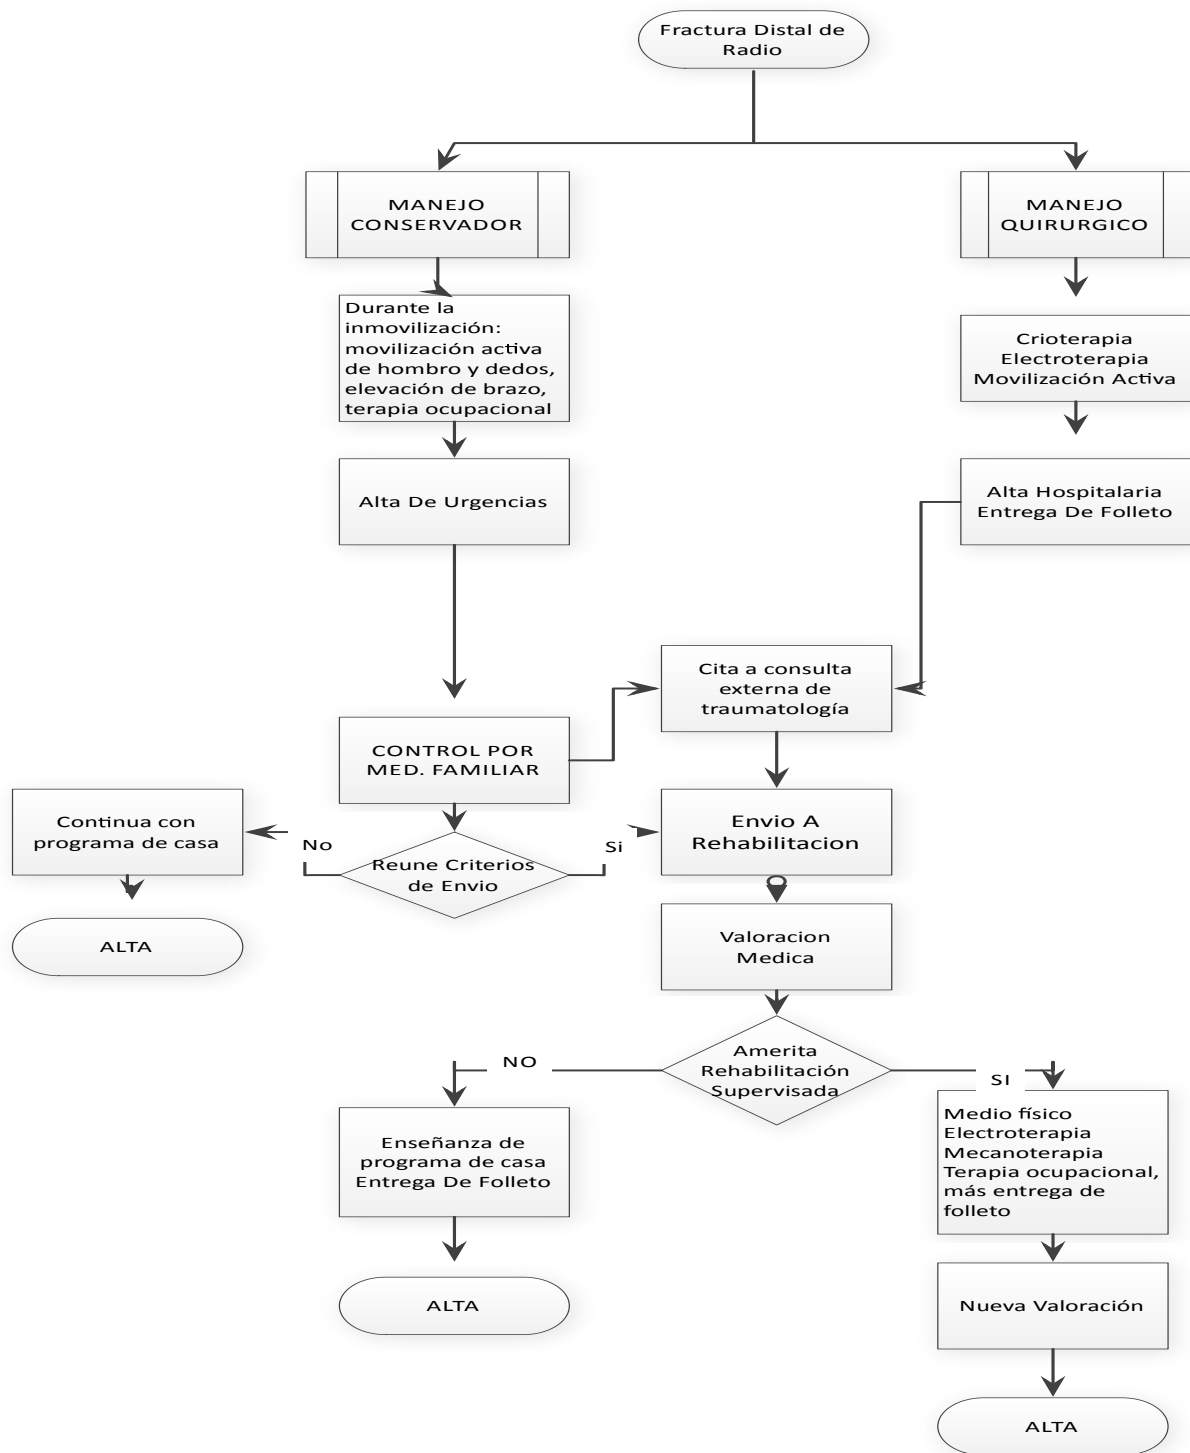 Fractura Distal de
Radio
MANEJO
CONSERVADOR
MANEJO
QUIRURGICO
Durante la
inmovilización:
movilización activa
de hombro y dedos,
elevación de brazo,
terapia ocupacional
Crioterapia
Electroterapia
Movilización Activa
Alta De Urgencias
Alta Hospitalaria
Entrega De Folleto
Cita a consulta
externa de
traumatología
CONTROL POR
MED. FAMILIAR
Continua con
programa de casa
No
Reune Criterios
de Envio
Si
Envio A
Rehabilitacion
ALTA
Valoracion
Medica
Amerita
Rehabilitación
Supervisada
NO
SI
Enseñanza de
programa de casa
Entrega De Folleto
Medio físico
Electroterapia
Mecanoterapia
Terapia ocupacional,
más entrega de
folleto
ALTA
Nueva Valoración
ALTA